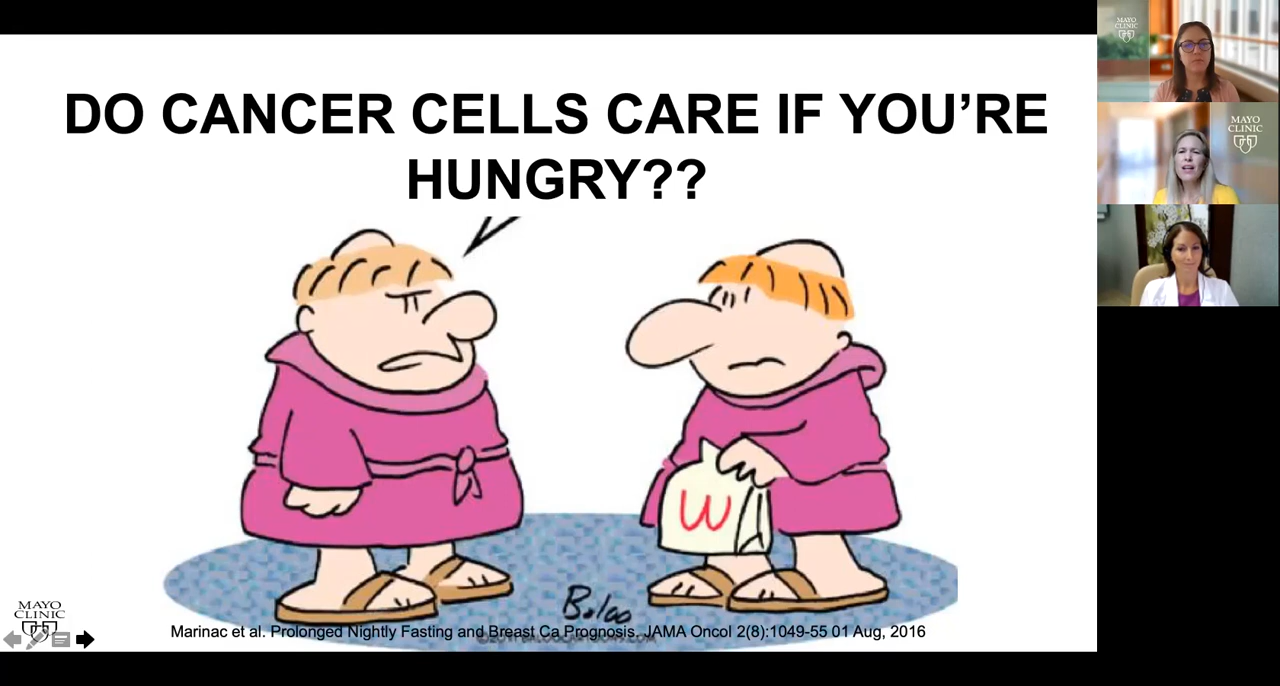 DO CANCER CELLS CARE IF YOU’RE
HUNGRY??
W
Baloo
Marinac et al. Prolonged Nightly Fasting and Breast Ca Prognosis. JAMA Oncol 2(8):1049-55 01 Aug, 2016
MAYO
CLINIC
MAYO
CLINIC
MAYO
CLINIC